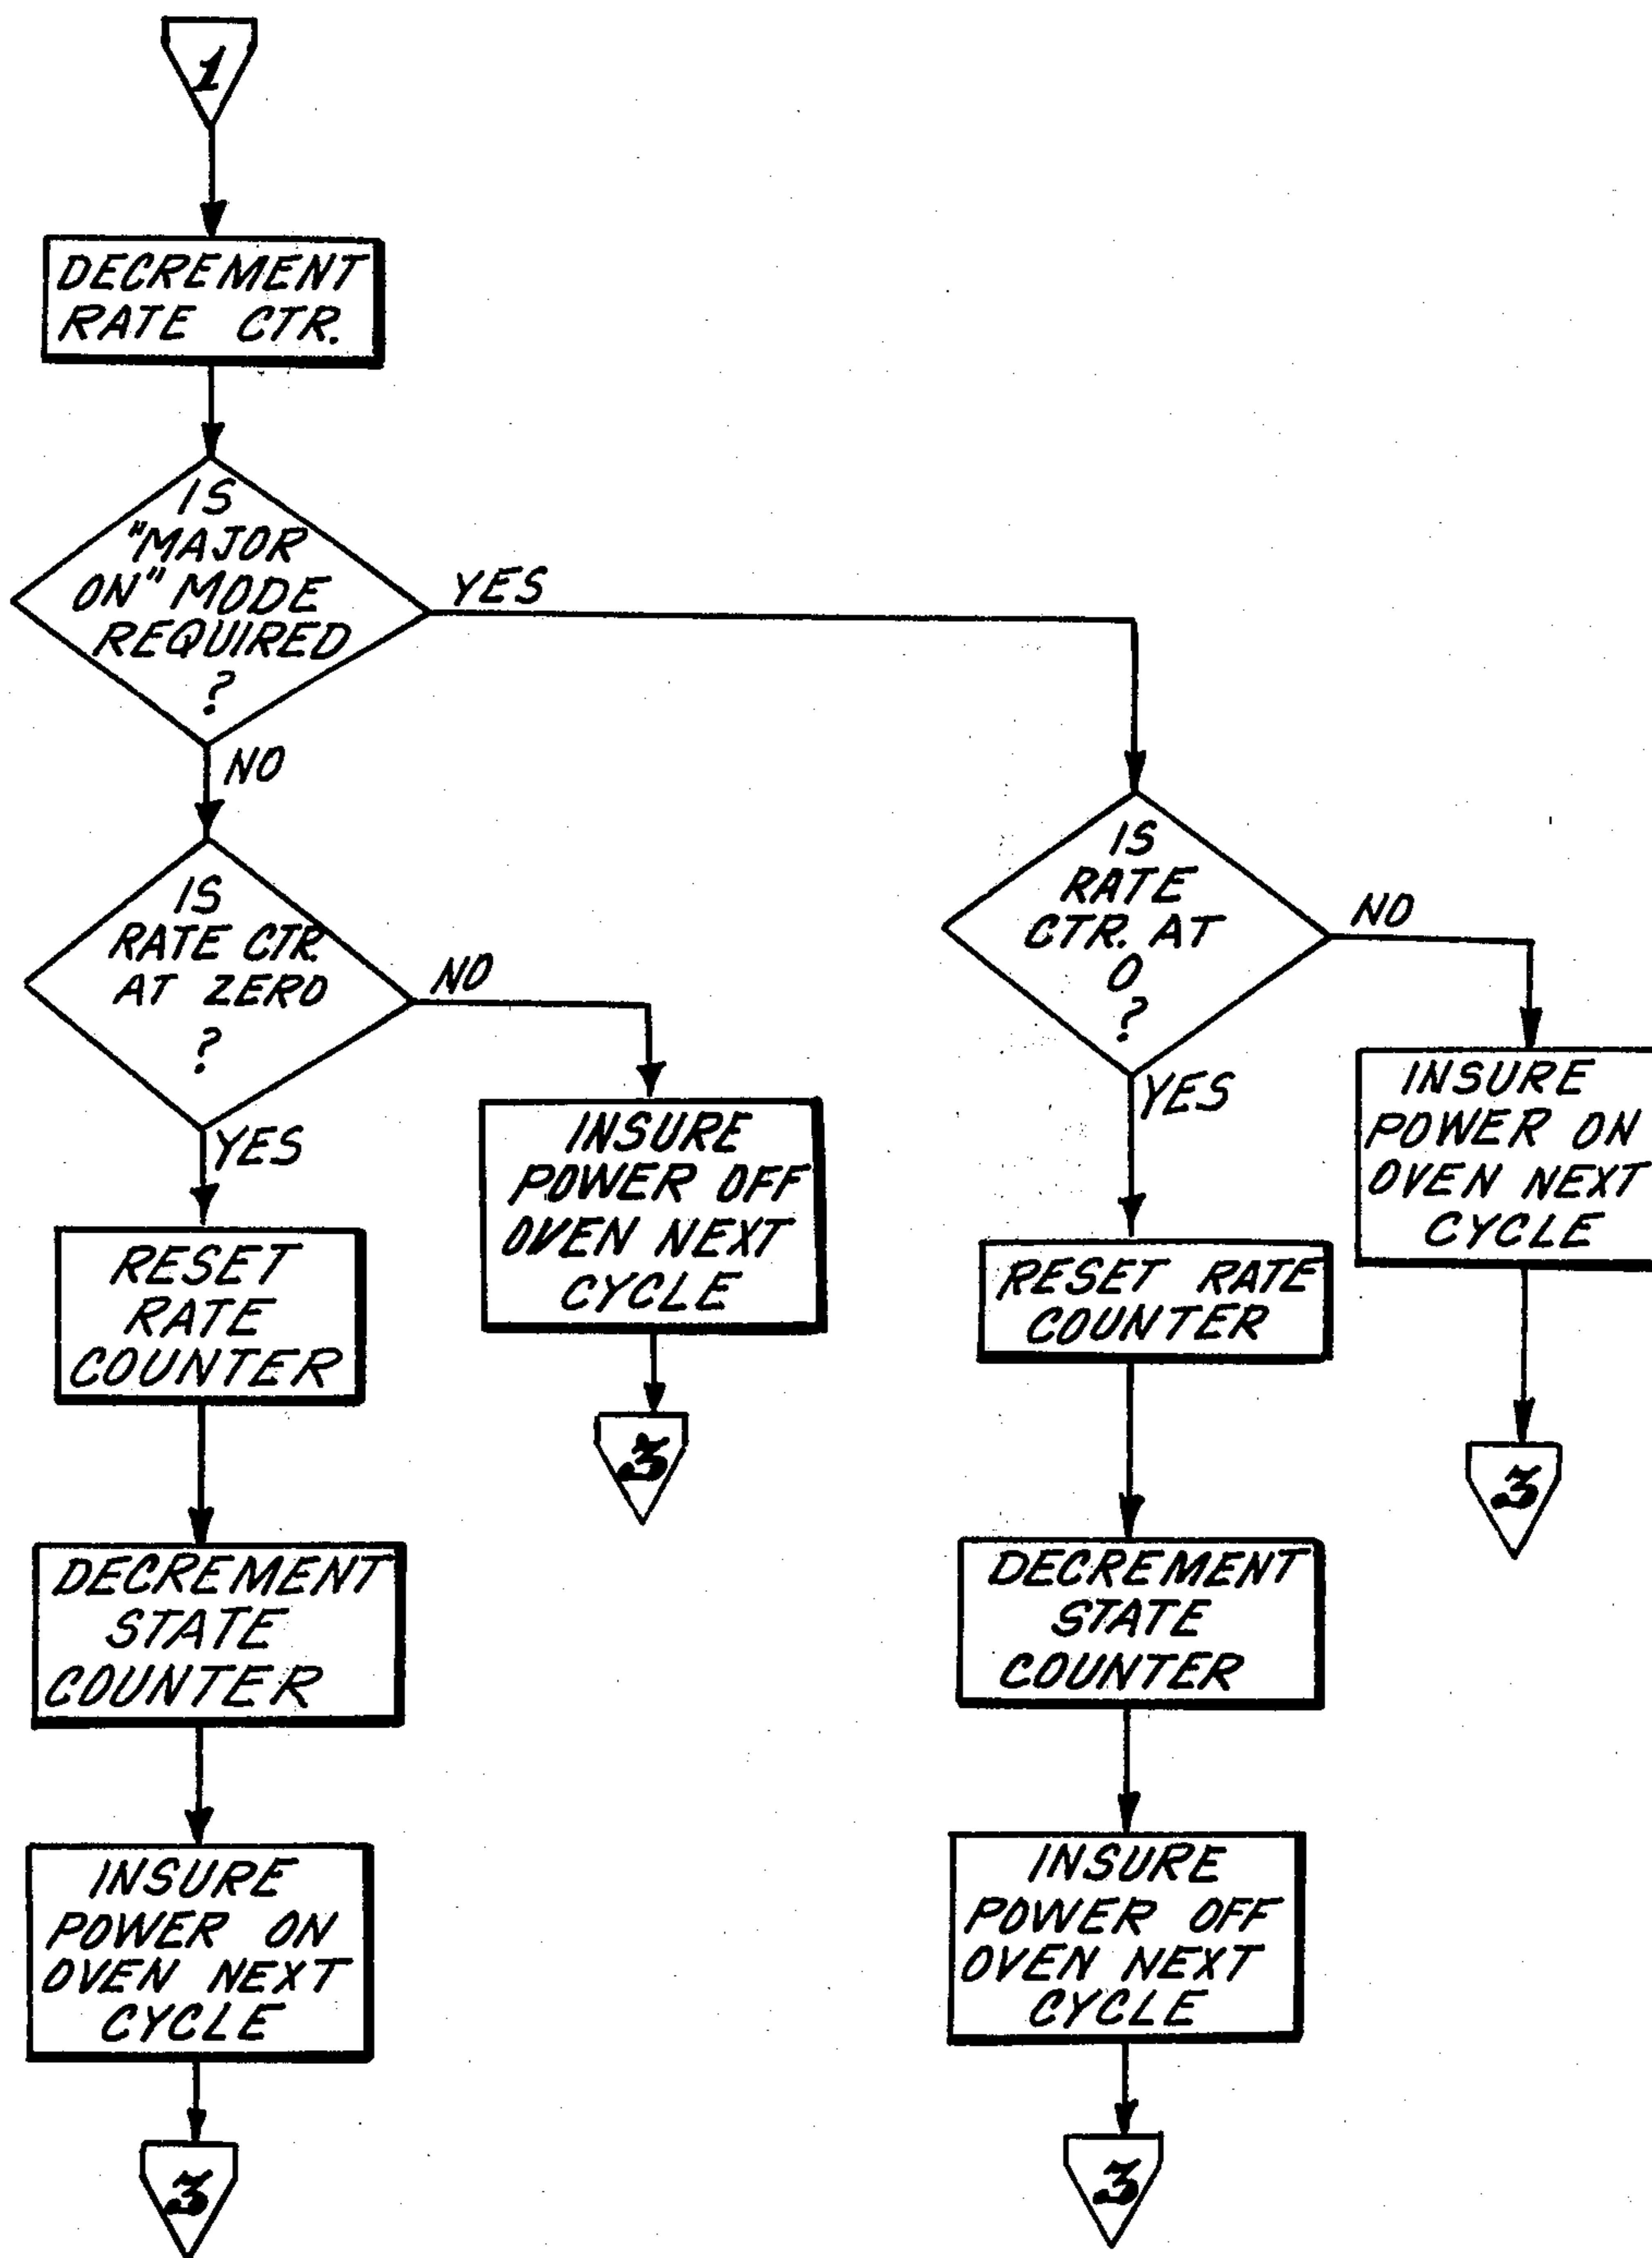 1
DECREMENT
RATE CTR.
IS
"MAJOR
ON" MODE
REQUIRED
?
YES
NO
IS
RATE CTR.
AT ZERO
?
NO
YES
INSURE
POWER OFF
OVEN NEXT
CYCLE
3
RESET
RATE
COUNTER
DECREMENT
STATE
COUNTER
INSURE
POWER ON
OVEN NEXT
CYCLE
3
IS
RATE
CTR. AT
0
?
NO
YES
INSURE
POWER ON
OVEN NEXT
CYCLE
3
RESET RATE
COUNTER
DECREMENT
STATE
COUNTER
INSURE
POWER OFF
OVEN NEXT
CYCLE
3